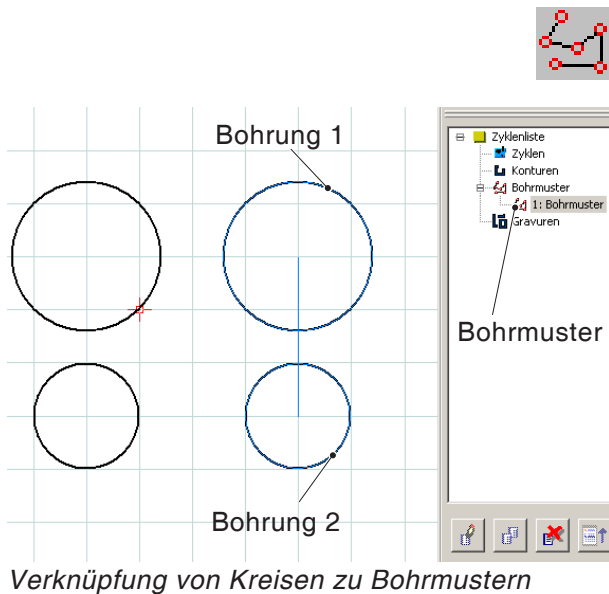 Bohrung 1
Zyklenliste
Zyklen
Konturen
Bohrmuster
1: Bohrmuster
Gravuren
Bohrmuster
Bohrung 2
Verknüpfung von Kreisen zu Bohrmustern